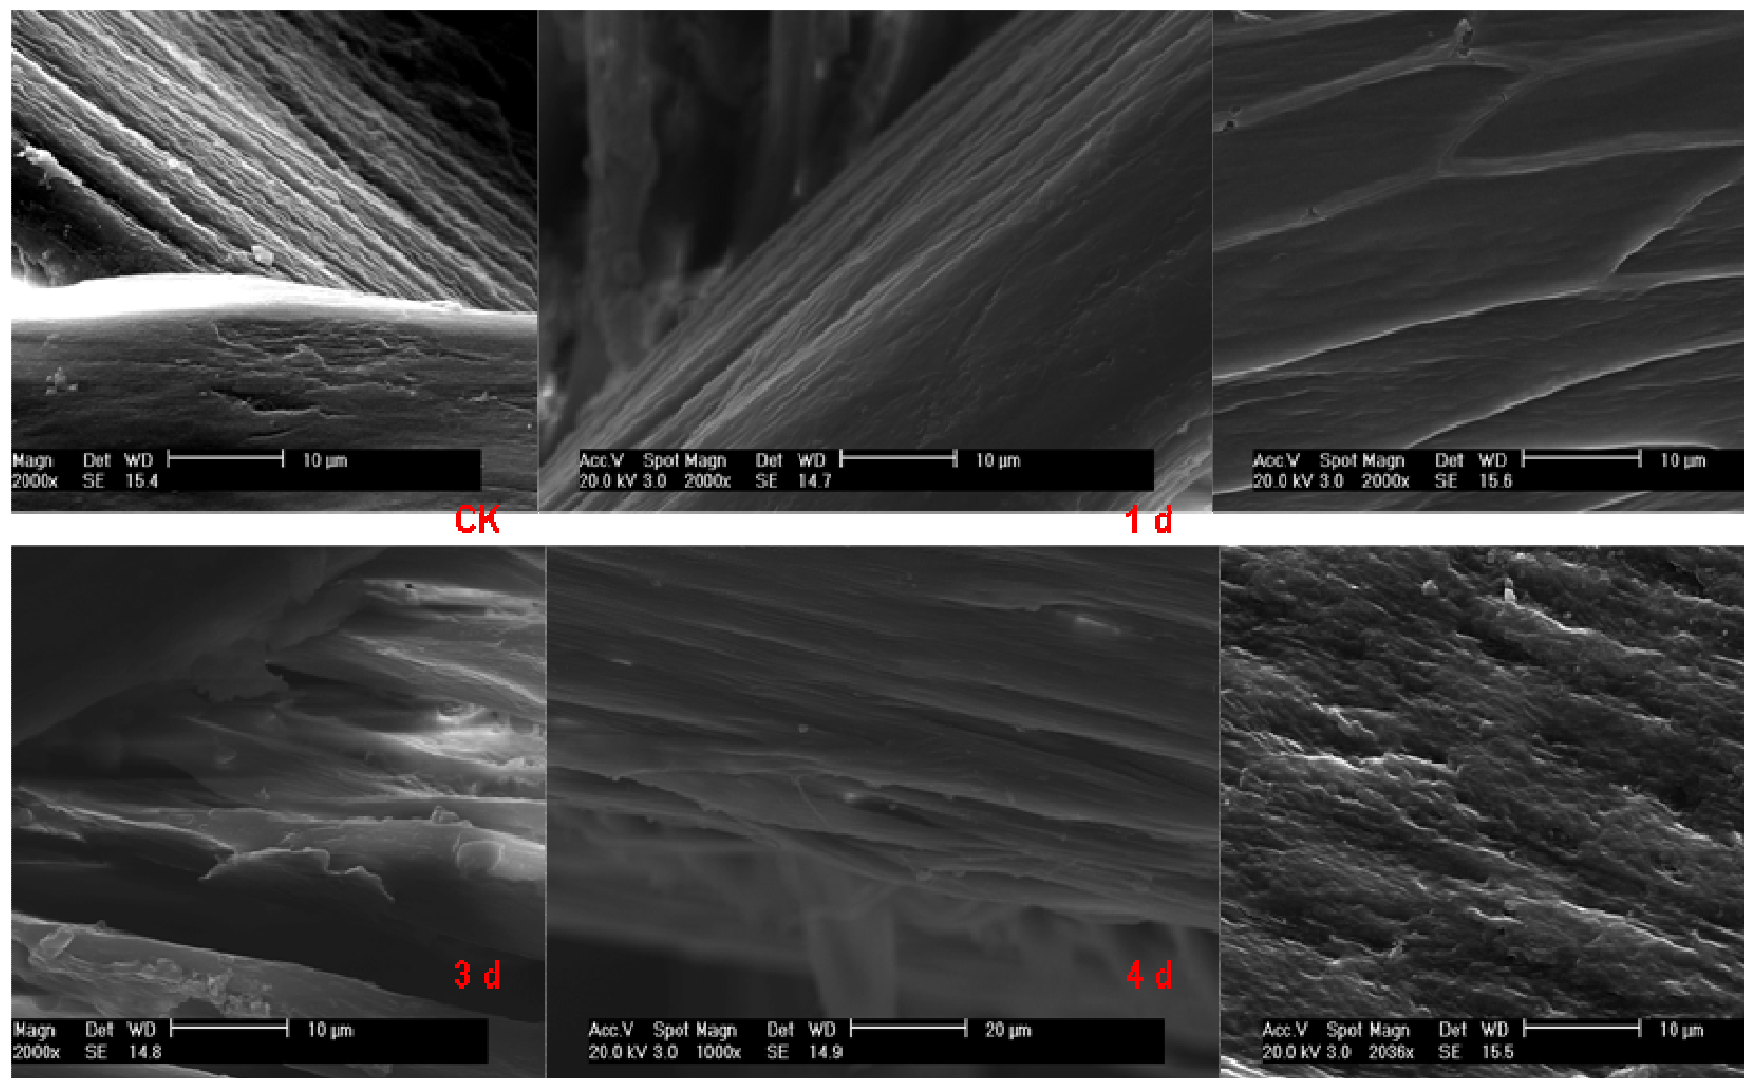 Magn Det WD 10 µm
2000x SE 15.4
Acc.V Spot Magn Det WD 10 µm
20.0 kV 3.0 2000x SE 14.7
Acc.V Spot Magn Det WD 10 µm
20.0 kV 3.0 2000x SE 15.6
CK
1 d
3 d
4 d
Magn Det WD 10 µm
2000x SE 14.8
Acc.V Spot Magn Det WD 20 µm
20.0 kV 3.0 1000x SE 14.9
Acc.V Spot Magn Det WD 10 µm
20.0 kV 3.0 2036x SE 15.5